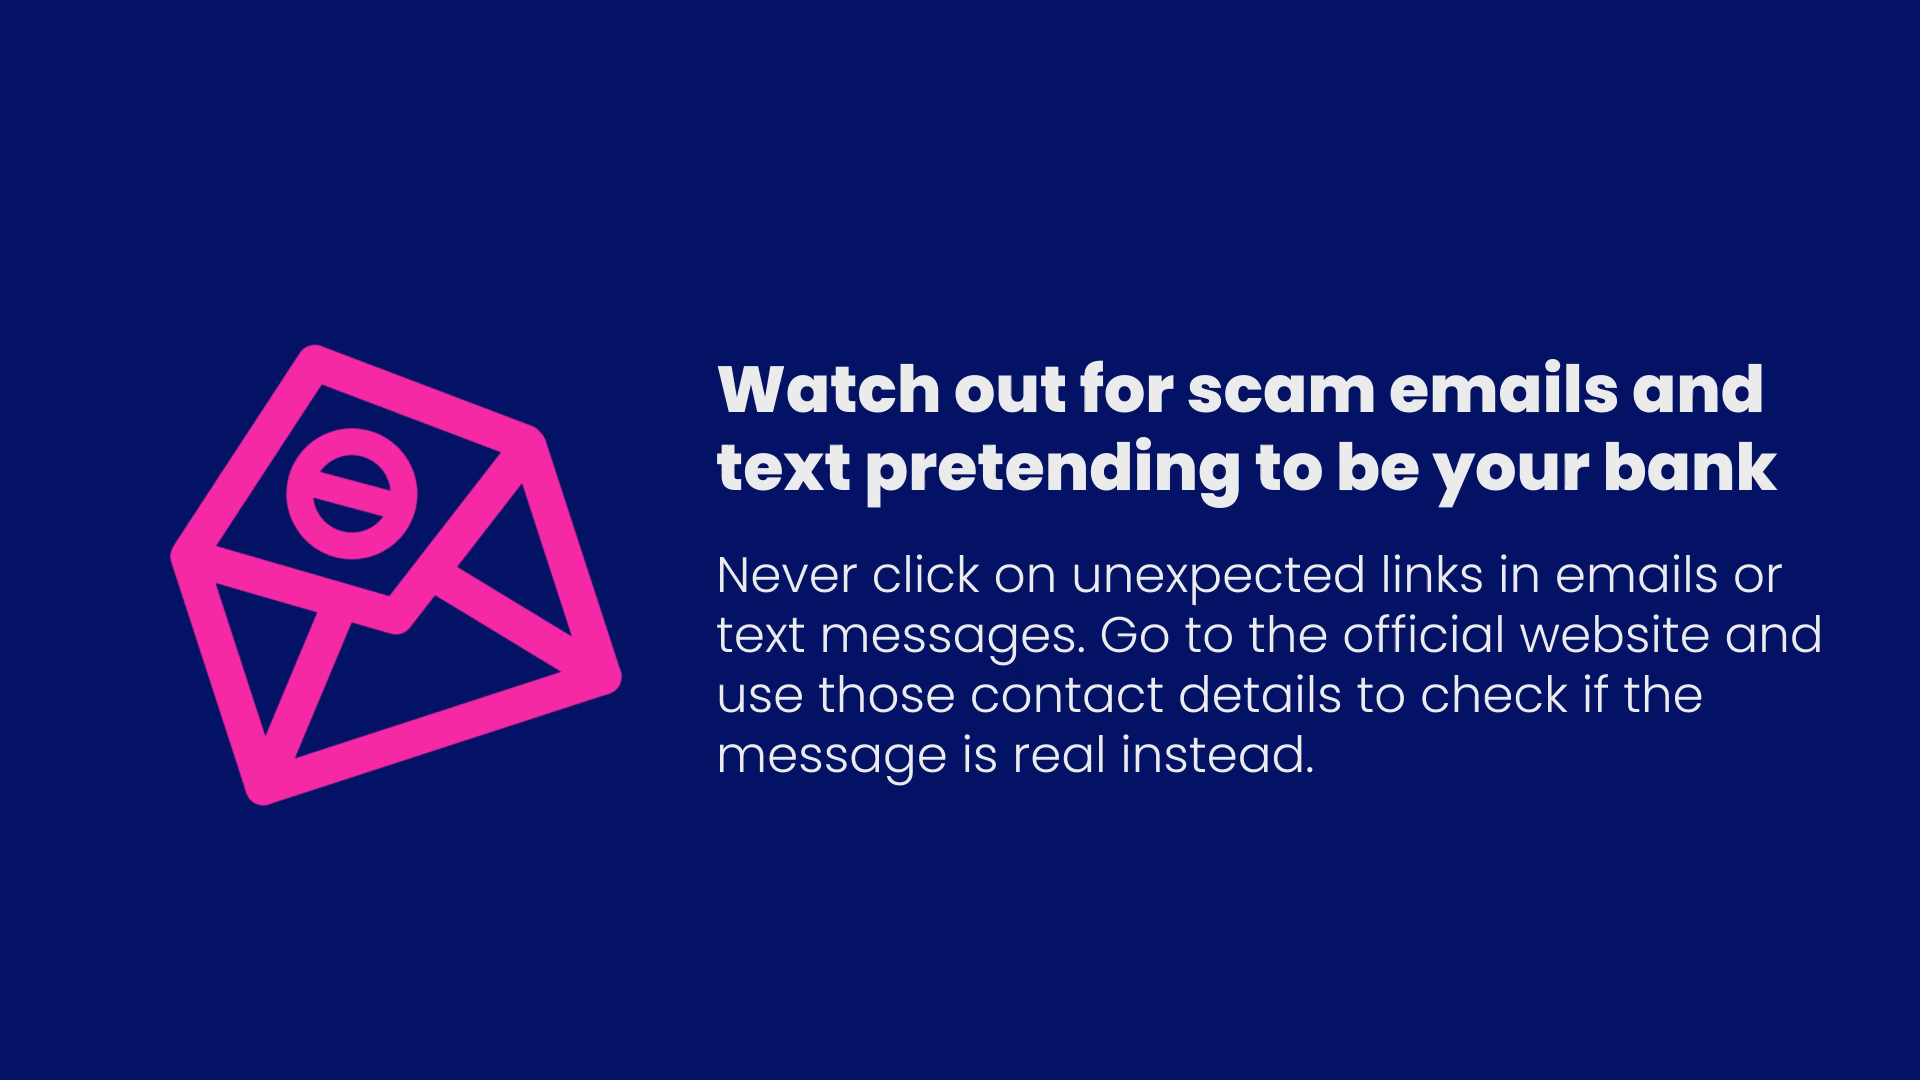 Watch out for scam emails and
text pretending to be your bank
Never click on unexpected links in emails or
text messages. Go to the official website and
use those contact details to check if the
message is real instead.